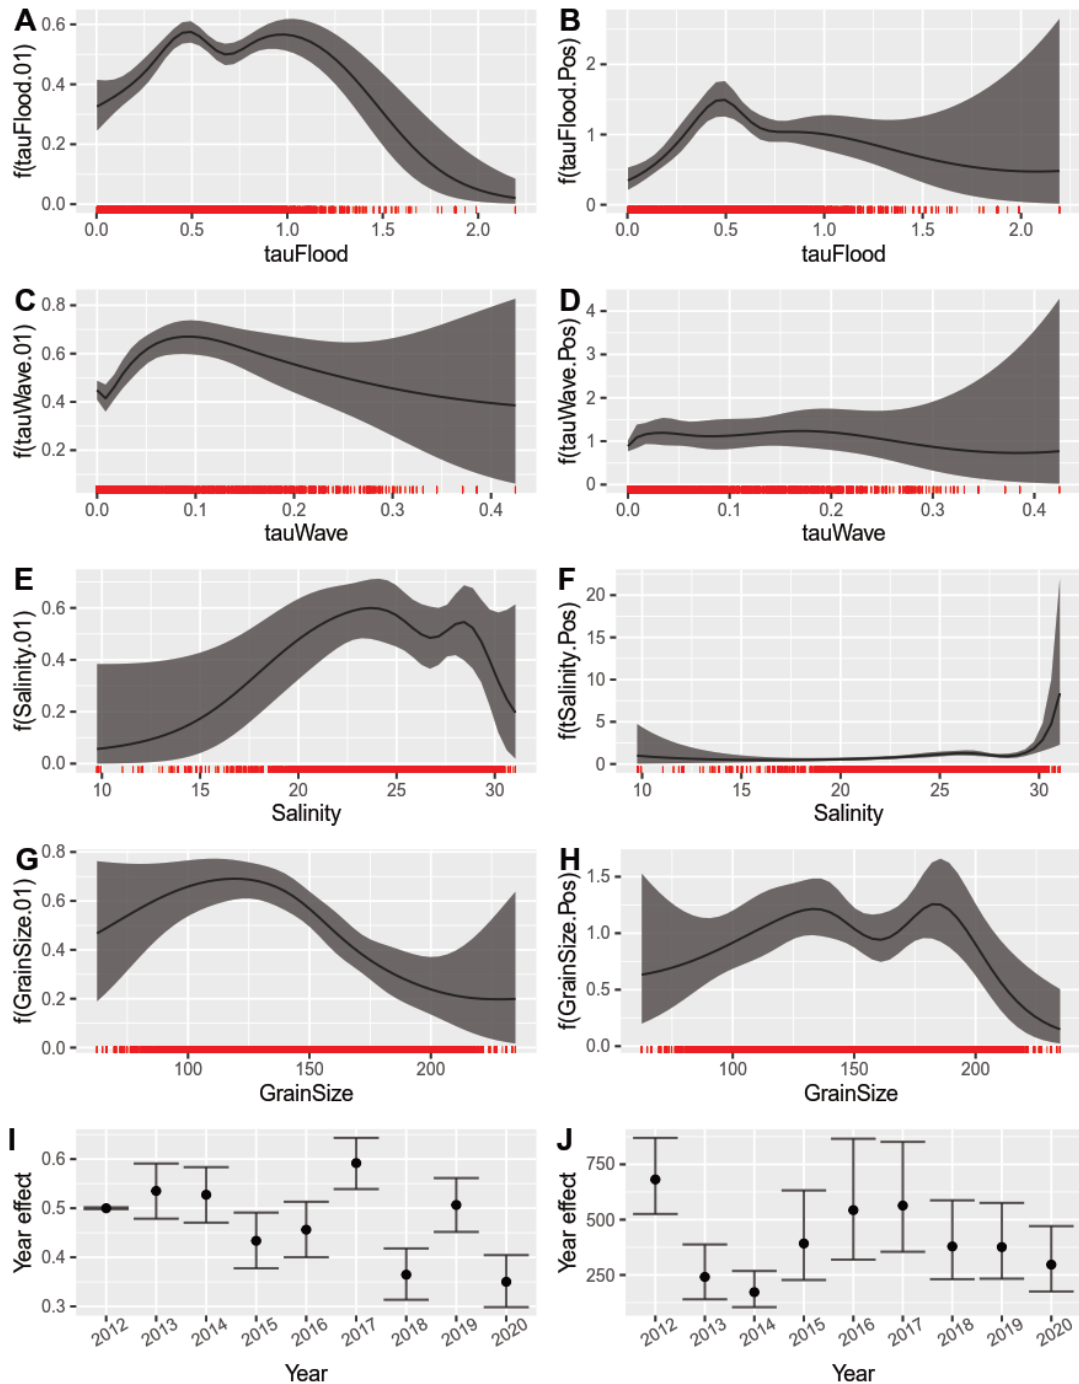 A
f(tauFlood.01)
0.6
0.4
0.2
0.0
0.0 0.5 1.0 1.5 2.0
tauFlood
B
f(tauFlood.Pos)
2
1
0
0.0 0.5 1.0 1.5 2.0
tauFlood
C
f(tauWave.01)
0.8
0.6
0.4
0.2
0.0 0.1 0.2 0.3 0.4
tauWave
D
f(tauWave.Pos)
4
3
2
1
0
0.0 0.1 0.2 0.3 0.4
tauWave
E
f(Salinity.01)
0.6
0.4
0.2
0.0
10 15 20 25 30
Salinity
F
f(tSalinity.Pos)
20
15
10
5
0
10 15 20 25 30
Salinity
G
f(GrainSize.01)
0.8
0.6
0.4
0.2
0.0
100 150 200
GrainSize
H
f(GrainSize.Pos)
1.5
1.0
0.5
0.0
100 150 200
GrainSize
I
Year effect
0.6
0.5
0.4
0.3
2012 2013 2014 2015 2016 2017 2018 2019 2020
Year
J
Year effect
750
500
250
2012 2013 2014 2015 2016 2017 2018 2019 2020
Year